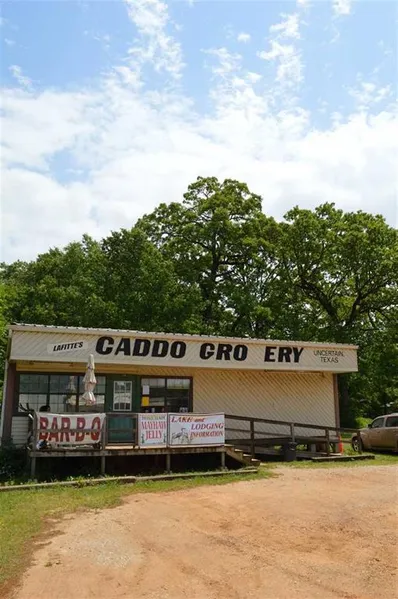 LAFITTE'S
CADDO GRO ERY
UNCERTAIN,
TEXAS
BAR-B-Q
MAYHAW
JELLY
LAKE and
LODGING
INFORMATION